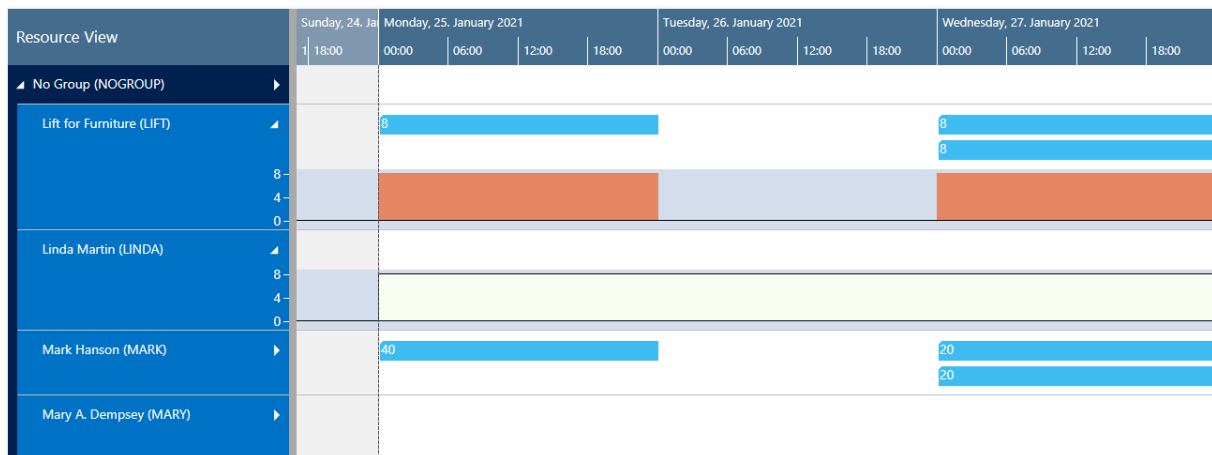 Resource View
Sunday, 24. Ja Monday, 25. January 2021 Tuesday, 26. January 2021 Wednesday, 27. January 2021
1 18:00 00:00 06:00 12:00 18:00 00:00 06:00 12:00 18:00 00:00 06:00 12:00 18:00
No Group (NOGROUP)
Lift for Furniture (LIFT) 8 8
8
8
4
0
Linda Martin (LINDA)
8
4
0
Mark Hanson (MARK) 40 20
20
Mary A. Dempsey (MARY)